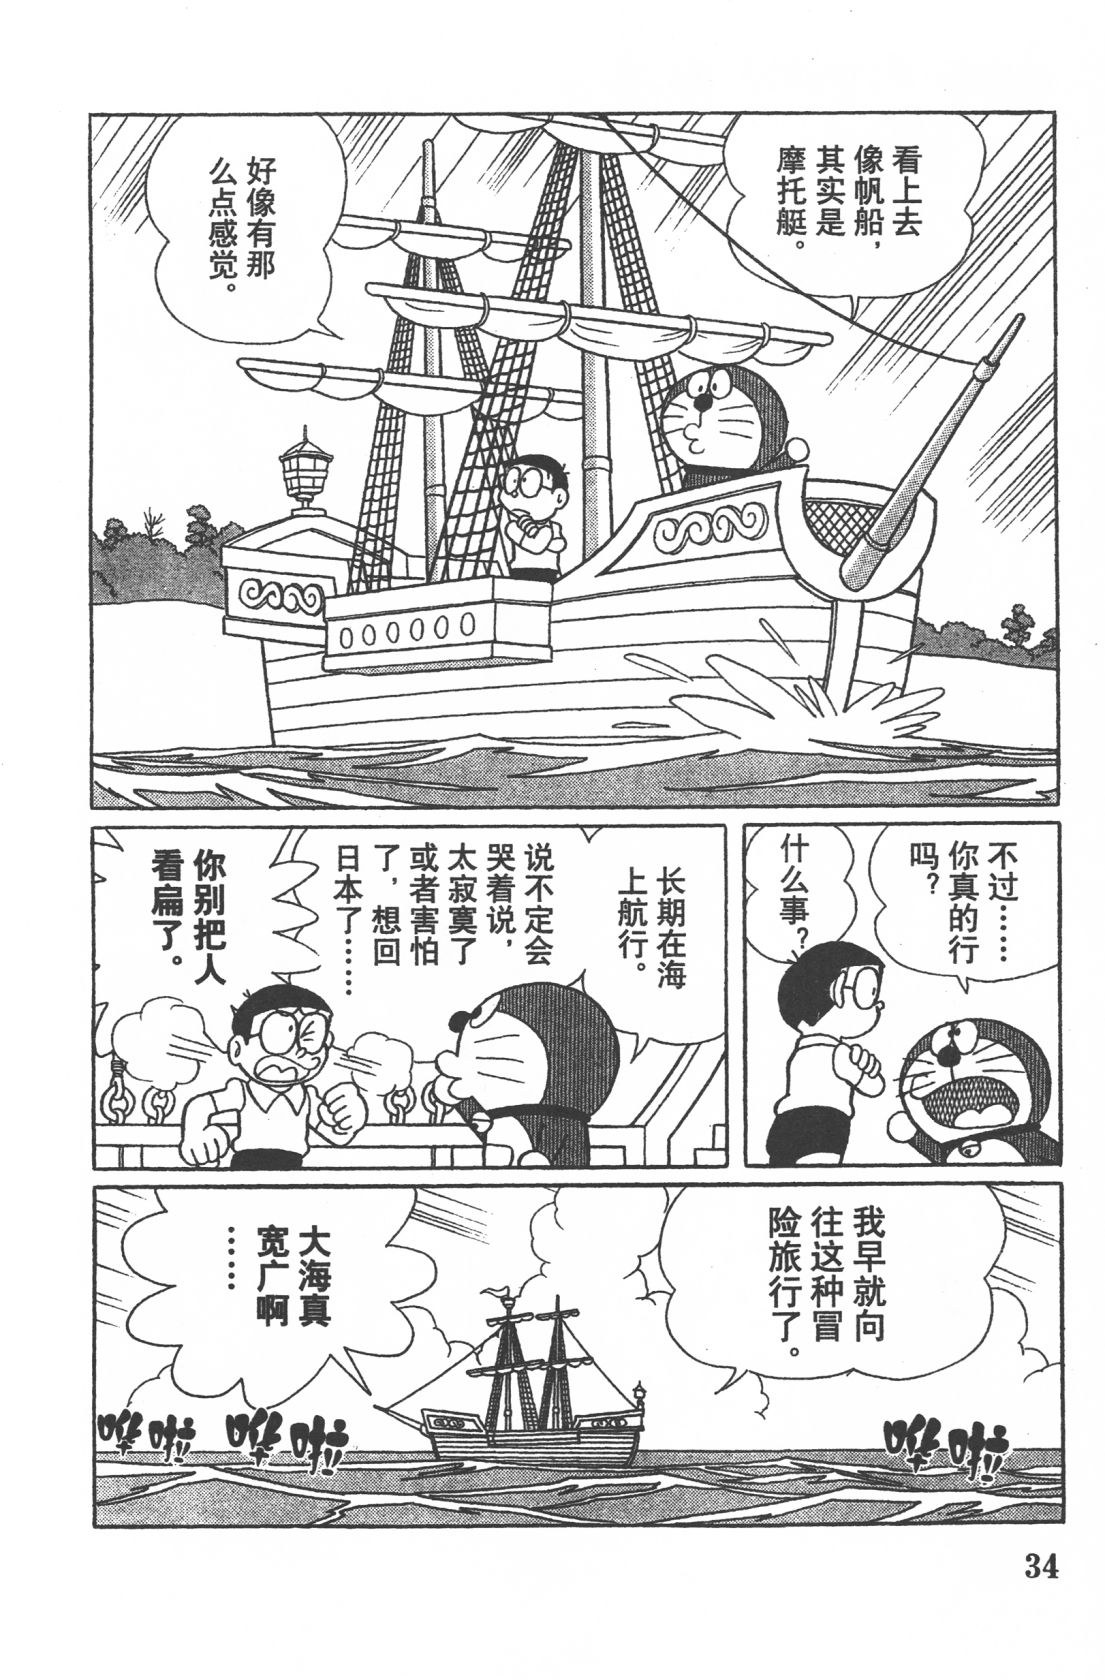 看上去
像帆船，
其实是
摩托艇。
好像有那
么点感觉。
不过……
你真的行
吗？
什么事？
长期在海
上航行。
说不定会
哭着说，
太寂寞了
或者害怕
了，想回
日本了……
你别把人
看扁了。
我早就向
往这种冒
险旅行了。
大海真
宽广啊
……
哗啦!!
哗啦!!
哗啦!!
34